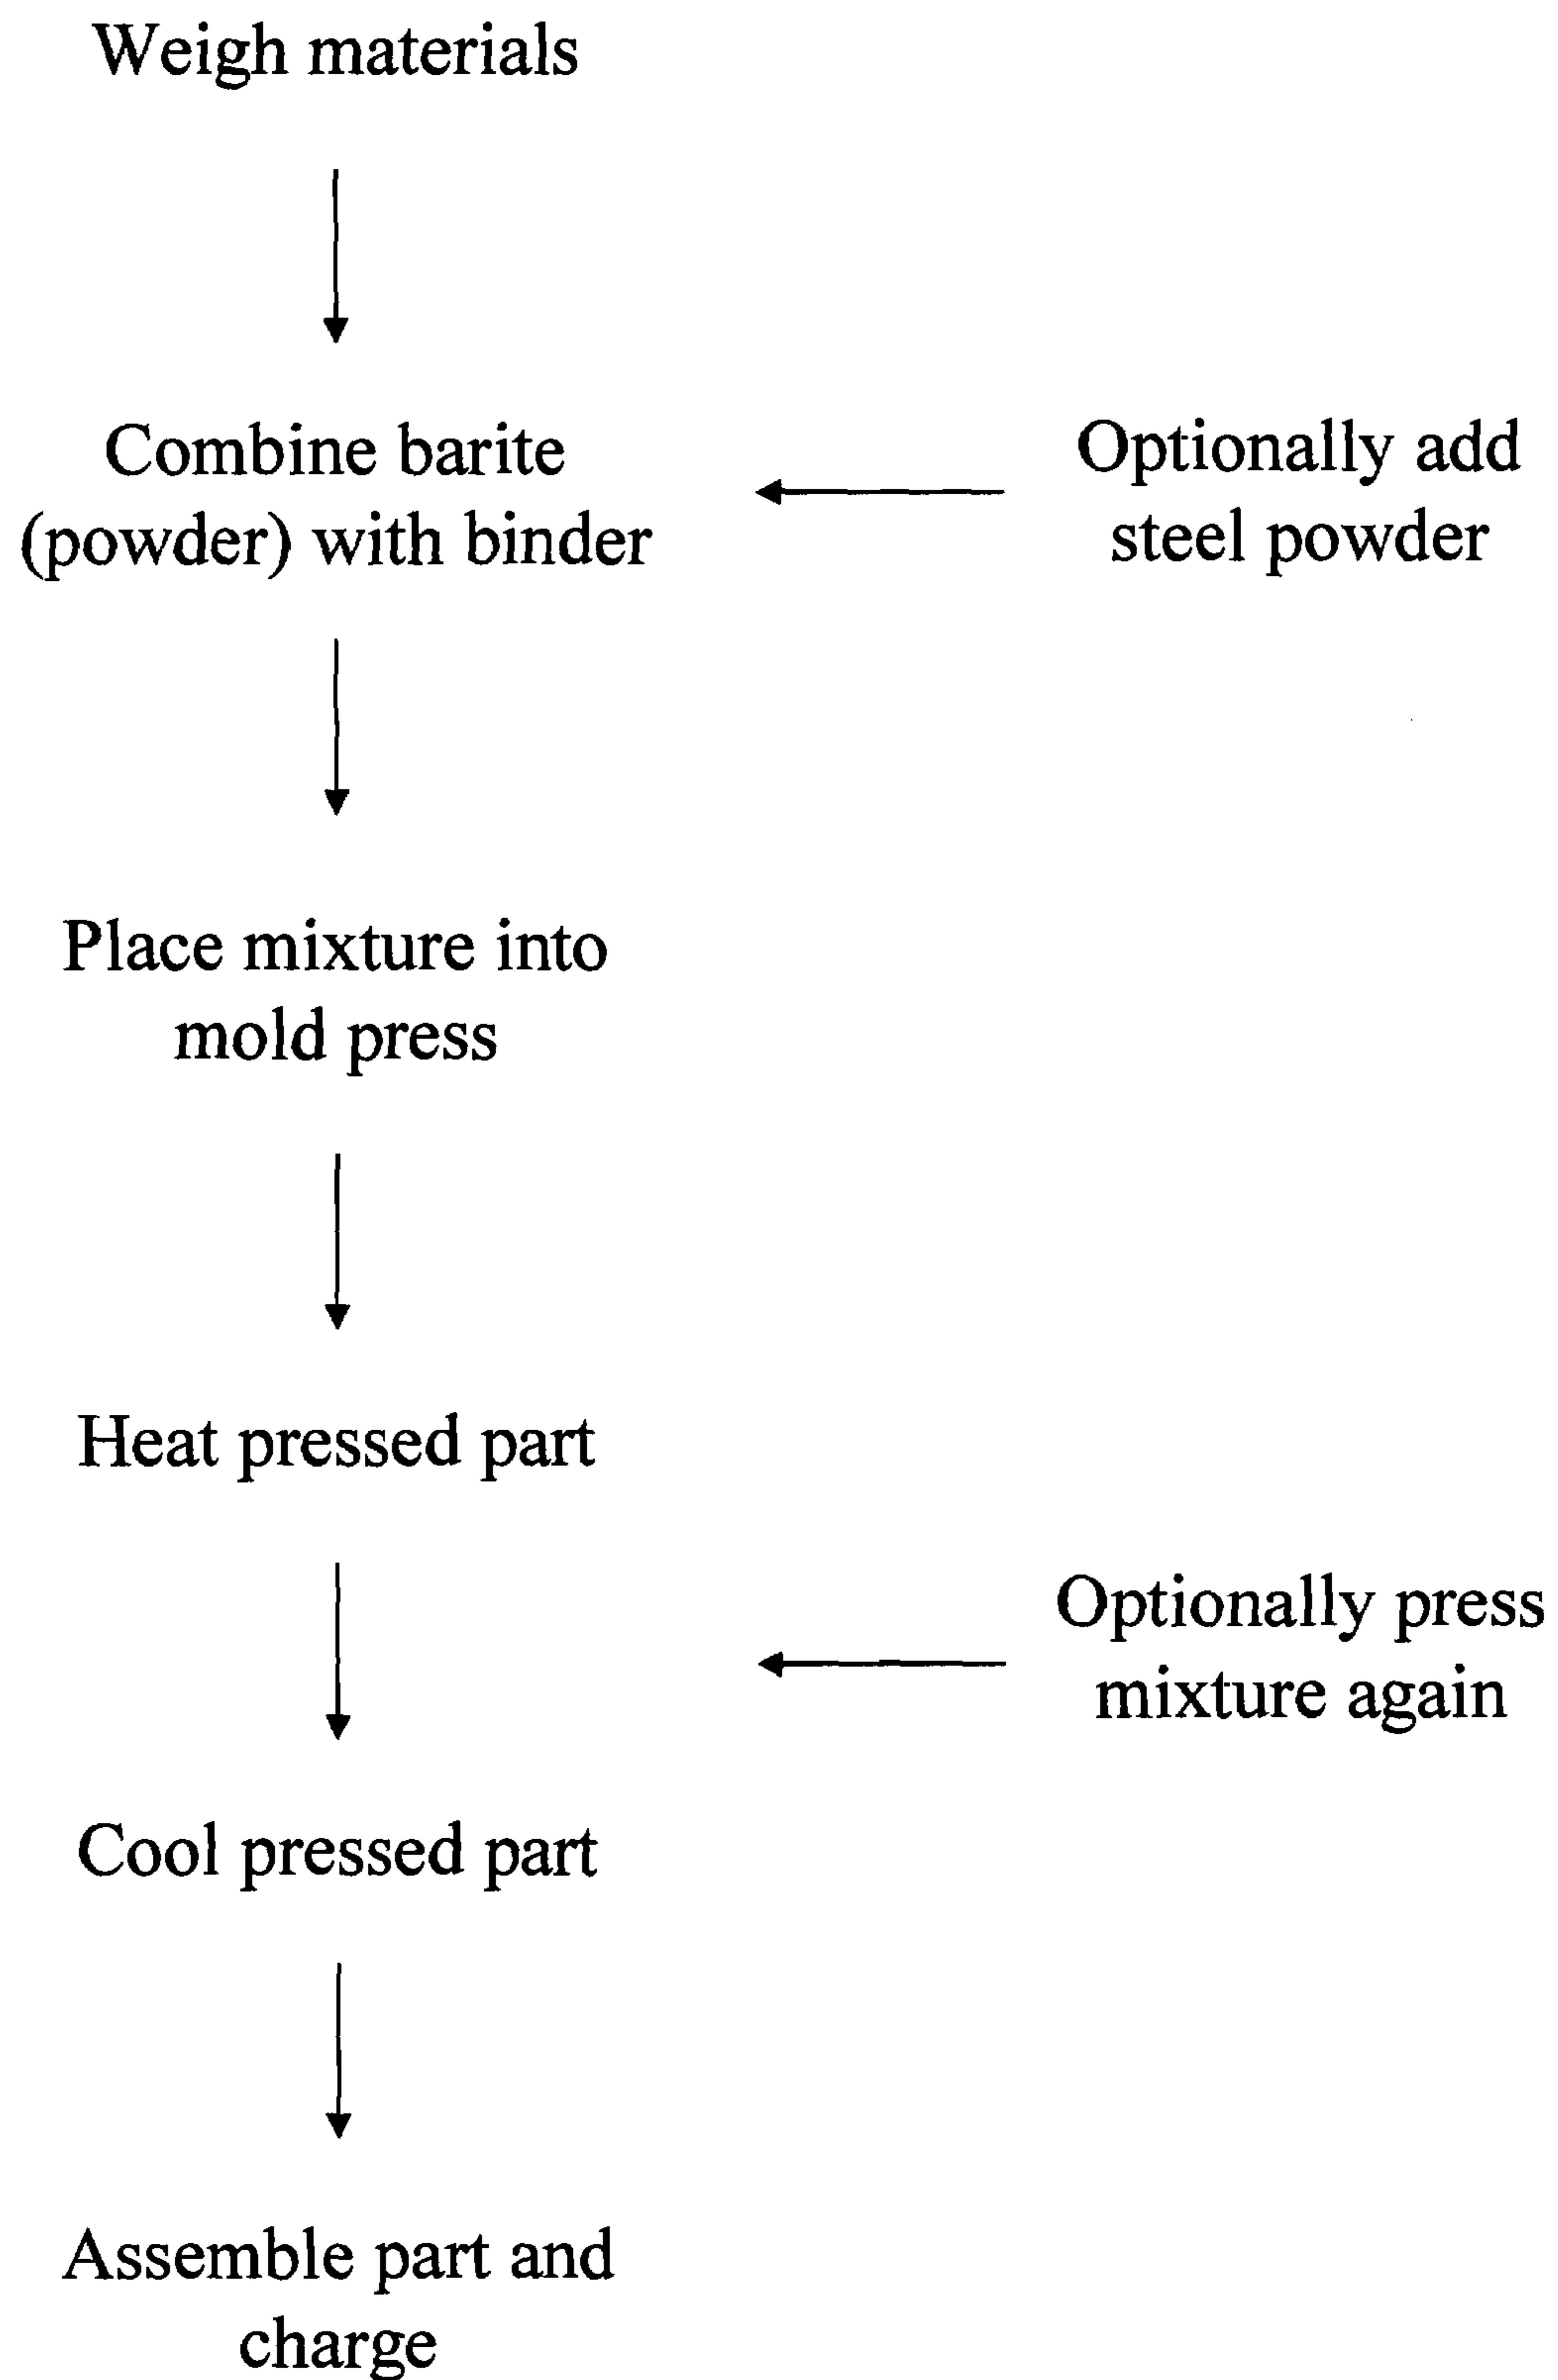 Weigh materials
Combine barite
(powder) with binder
Optionally add
steel powder
Place mixture into
mold press
Heat pressed part
Optionally press
mixture again
Cool pressed part
Assemble part and
charge